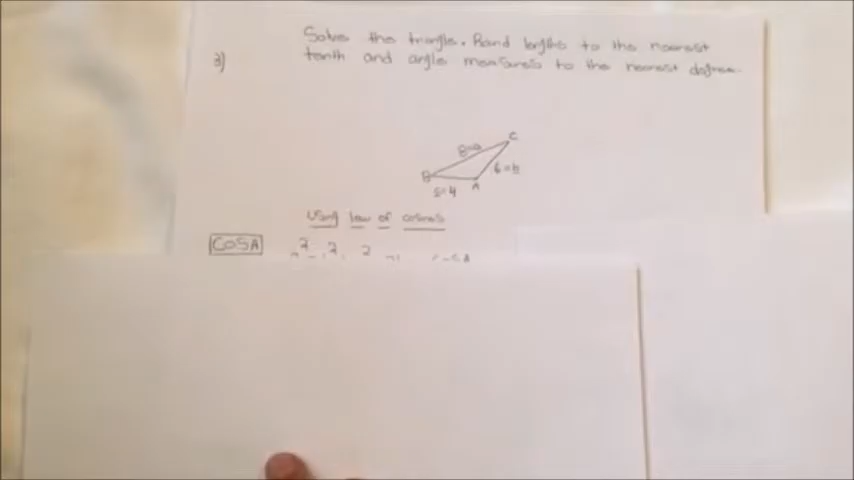 3)
Solve the triangle. Round lengths to the nearest
tenth and angle measures to the nearest degree.
C
8=a
B
6=b
A
c=4
Using law of cosines
COSA